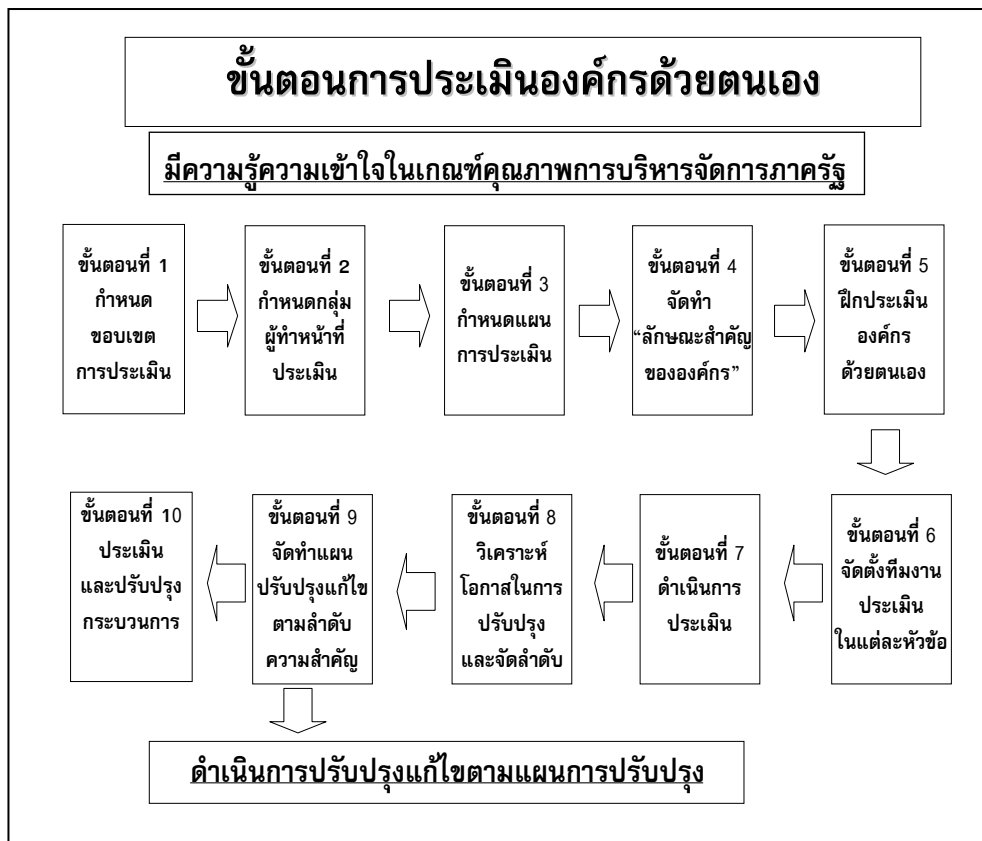 ขั้นตอนการประเมินองค์กรด้วยตนเอง
มีความรู้ความเข้าใจในเกณฑ์คุณภาพการบริหารจัดการภาครัฐ
ขั้นตอนที่ 1
กำหนด
ขอบเขต
การประเมิน
ขั้นตอนที่ 2
กำหนดกลุ่ม
ผู้ทำหน้าที่
ประเมิน
ขั้นตอนที่ 3
กำหนดแผน
การประเมิน
ขั้นตอนที่ 4
จัดทำ
“ลักษณะสำคัญ
ขององค์กร”
ขั้นตอนที่ 5
ฝึกประเมิน
องค์กร
ด้วยตนเอง
ขั้นตอนที่ 6
จัดตั้งทีมงาน
ประเมิน
ในแต่ละหัวข้อ
ขั้นตอนที่ 7
ดำเนินการ
ประเมิน
ขั้นตอนที่ 8
วิเคราะห์
โอกาสในการ
ปรับปรุง
และจัดลำดับ
ขั้นตอนที่ 9
จัดทำแผน
ปรับปรุงแก้ไข
ตามลำดับ
ความสำคัญ
ขั้นตอนที่ 10
ประเมิน
และปรับปรุง
กระบวนการ
ดำเนินการปรับปรุงแก้ไขตามแผนการปรับปรุง